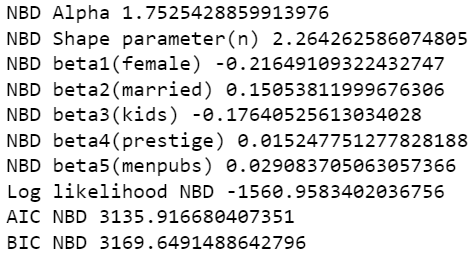 NBD Alpha 1.7525428859913976
NBD Shape parameter(n) 2.264262586074805
NBD beta1(female) -0.21649109322432747
NBD beta2(married) 0.15053811999676306
NBD beta3(kids) -0.17640525613034028
NBD beta4(prestige) 0.015247751277828188
NBD beta5(menpubs) 0.029083705063057366
Log likelihood NBD -1560.9583402036756
AIC NBD 3135.916680407351
BIC NBD 3169.6491488642796